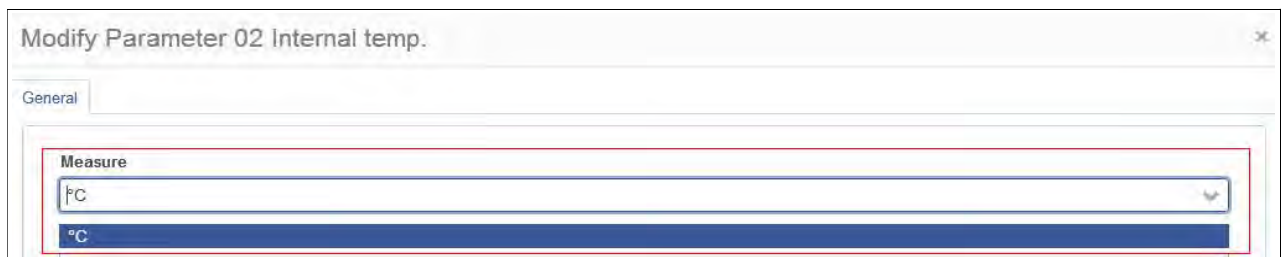 Modify Parameter 02 Internal temp.
×
General
Measure
°C
°C